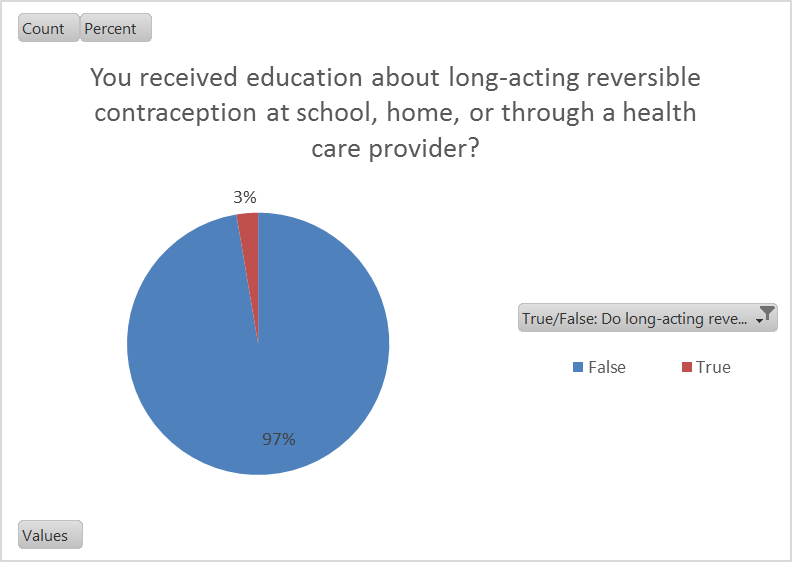 Count
Percent
You received education about long-acting reversible
contraception at school, home, or through a health
care provider?
3%
97%
True/False: Do long-acting reve...
False
True
Values